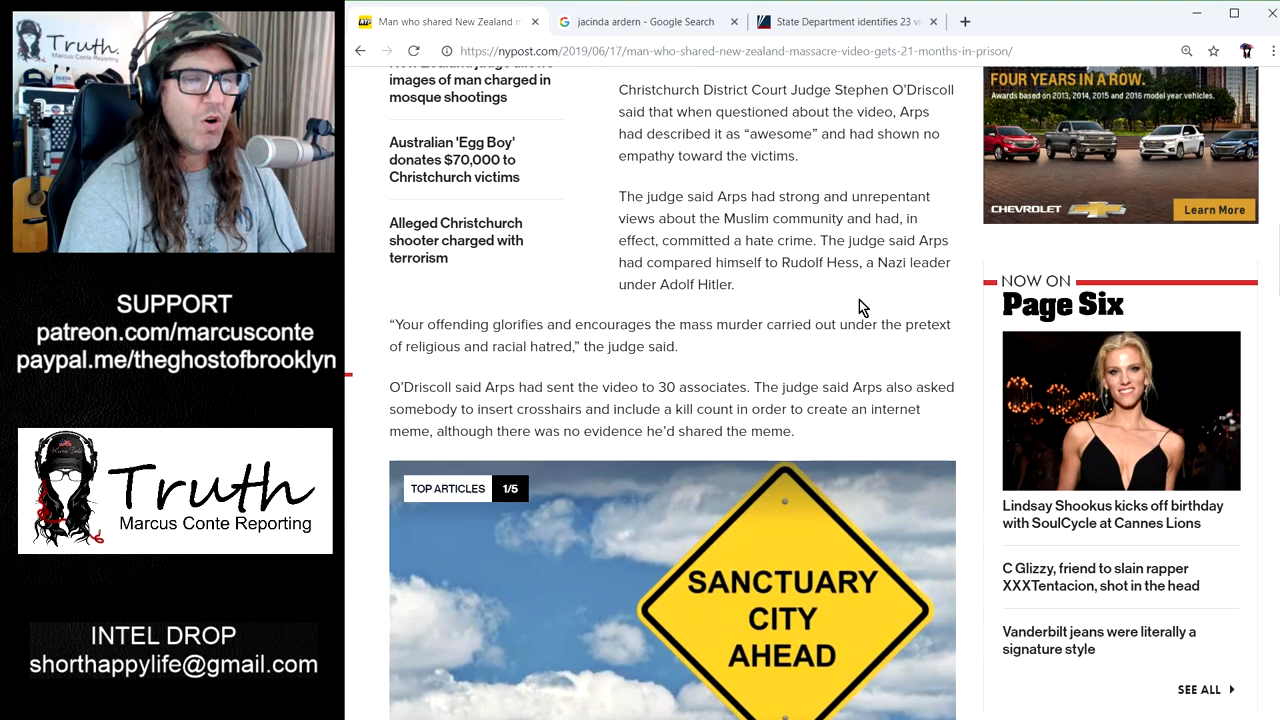 Truth.
Marcus Conte Reporting
SUPPORT
patreon.com/marcusconte
paypal.me/theghostofbrooklyn
Truth
Marcus Conte Reporting
INTEL DROP
shorthappylife@gmail.com
Man who shared New Zealand m
jacinda ardern - Google Search
State Department identifies 23 vi
https://nypost.com/2019/06/17/man-who-shared-new-zealand-massacre-video-gets-21-months-in-prison/
images of man charged in
mosque shootings
Australian 'Egg Boy'
donates $70,000 to
Christchurch victims
Alleged Christchurch
shooter charged with
terrorism
Christchurch District Court Judge Stephen O’Driscoll
said that when questioned about the video, Arps
had described it as “awesome” and had shown no
empathy toward the victims.
The judge said Arps had strong and unrepentant
views about the Muslim community and had, in
effect, committed a hate crime. The judge said Arps
had compared himself to Rudolf Hess, a Nazi leader
under Adolf Hitler.
“Your offending glorifies and encourages the mass murder carried out under the pretext
of religious and racial hatred,” the judge said.
O’Driscoll said Arps had sent the video to 30 associates. The judge said Arps also asked
somebody to insert crosshairs and include a kill count in order to create an internet
meme, although there was no evidence he’d shared the meme.
TOP ARTICLES 1/5
SANCTUARY
CITY
AHEAD
FOUR YEARS IN A ROW.
Awards based on 2013, 2014, 2015 and 2016 model year vehicles.
CHEVROLET
Learn More
NOW ON
Page Six
Lindsay Shookus kicks off birthday
with SoulCycle at Cannes Lions
C Glizzy, friend to slain rapper
XXXTentacion, shot in the head
Vanderbilt jeans were literally a
signature style
SEE ALL